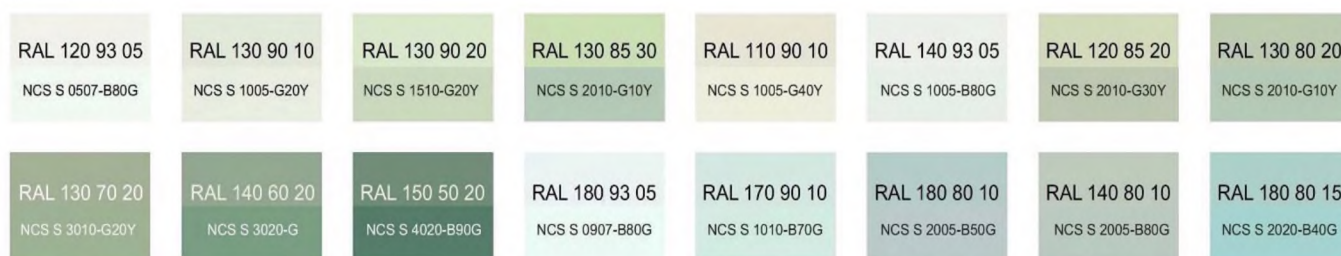 RAL 120 93 05
NCS S 0507-B80G
RAL 130 90 10
NCS S 1005-G20Y
RAL 130 90 20
NCS S 1510-G20Y
RAL 130 85 30
NCS S 2010-G10Y
RAL 110 90 10
NCS S 1005-G40Y
RAL 140 93 05
NCS S 1005-B80G
RAL 120 85 20
NCS S 2010-G30Y
RAL 130 80 20
NCS S 2010-G10Y
RAL 130 70 20
NCS S 3010-G20Y
RAL 140 60 20
NCS S 3020-G
RAL 150 50 20
NCS S 4020-B90G
RAL 180 93 05
NCS S 0907-B80G
RAL 170 90 10
NCS S 1010-B70G
RAL 180 80 10
NCS S 2005-B50G
RAL 140 80 10
NCS S 2005-B80G
RAL 180 80 15
NCS S 2020-B40G